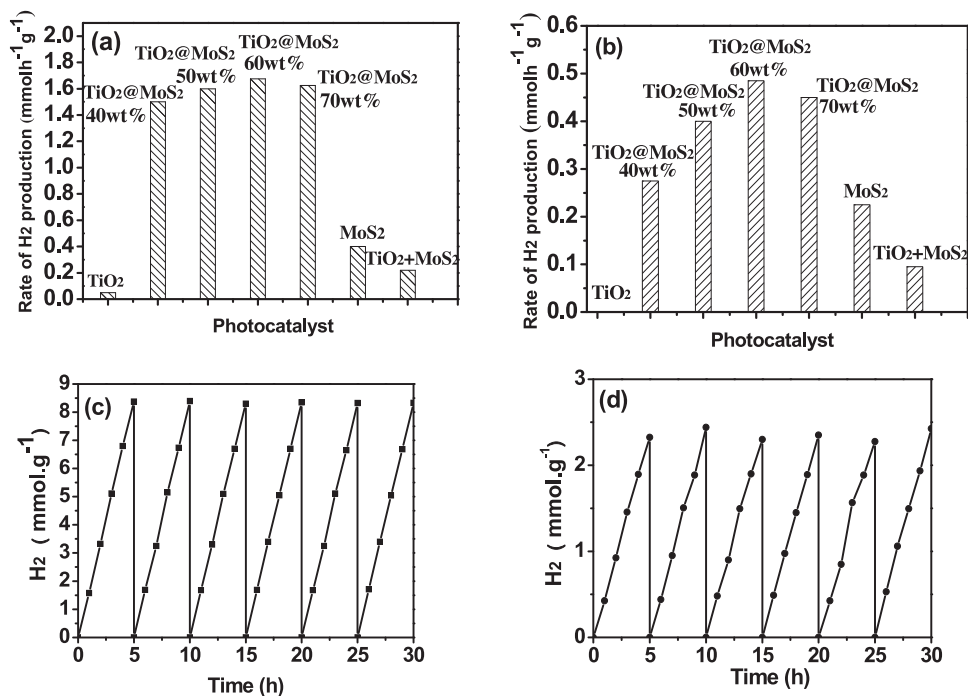 (a)
Rate of H2 production (mmolh-1g-1)
2.0
1.8
1.6
1.4
1.2
1.0
0.8
0.6
0.4
0.2
0.0
TiO2
TiO2@MoS2
40wt%
TiO2@MoS2
50wt%
TiO2@MoS2
60wt%
TiO2@MoS2
70wt%
MoS2
TiO2+MoS2
Photocatalyst
(b)
Rate of H2 production (mmolh-1 g-1)
0.6
0.5
0.4
0.3
0.2
0.1
0.0
TiO2
TiO2@MoS2
40wt%
TiO2@MoS2
50wt%
TiO2@MoS2
60wt%
TiO2@MoS2
70wt%
MoS2
TiO2+MoS2
Photocatalyst
(c)
H2 ( mmol.g-1)
9
8
7
6
5
4
3
2
1
0
0 5 10 15 20 25 30
Time (h)
(d)
H2 ( mmol.g-1)
3
2
1
0
0 5 10 15 20 25 30
Time (h)